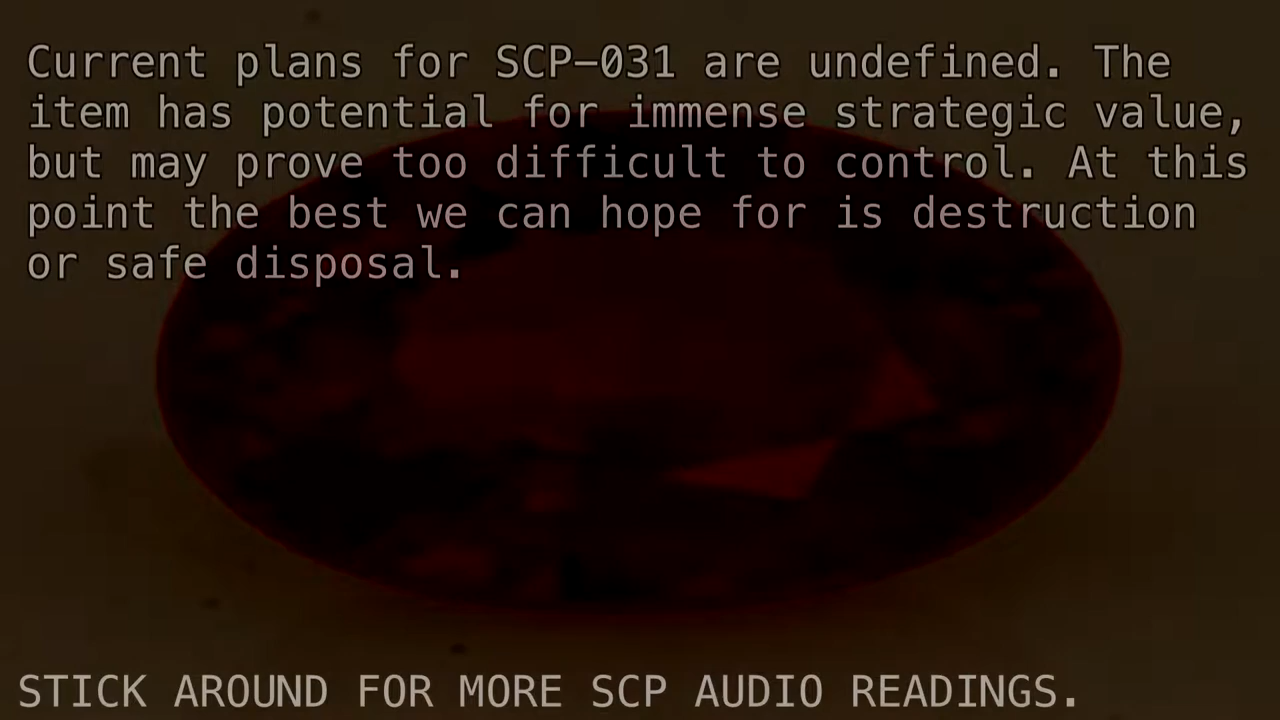 Current plans for SCP-031 are undefined. The
item has potential for immense strategic value,
but may prove too difficult to control. At this
point the best we can hope for is destruction
or safe disposal.
STICK AROUND FOR MORE SCP AUDIO READINGS.